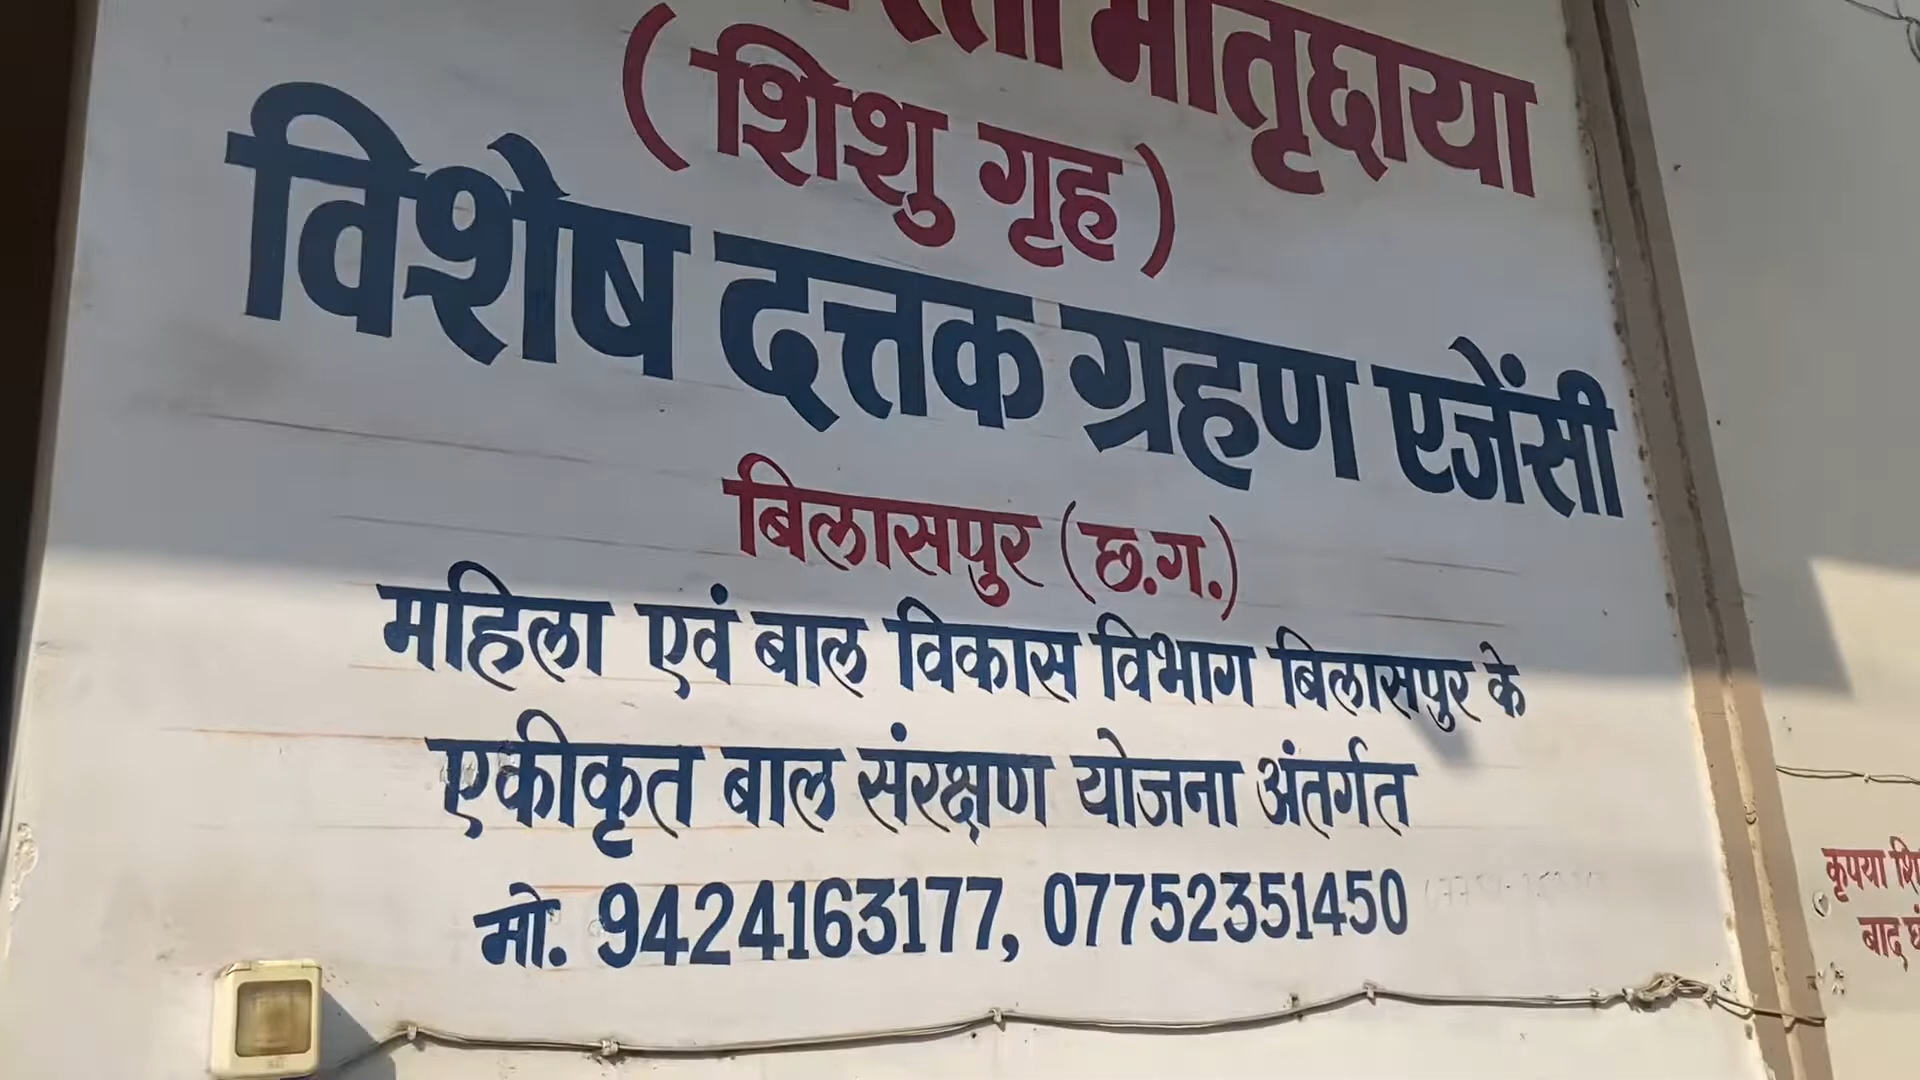 मातृछाया
(शिशु गृह)
विशेष दत्तक ग्रहण एजेंसी
बिलासपुर (छ.ग.)
महिला एवं बाल विकास विभाग बिलासपुर के
एकीकृत बाल संरक्षण योजना अंतर्गत
मो. 9424163177, 07752351450
कृपया
बाद